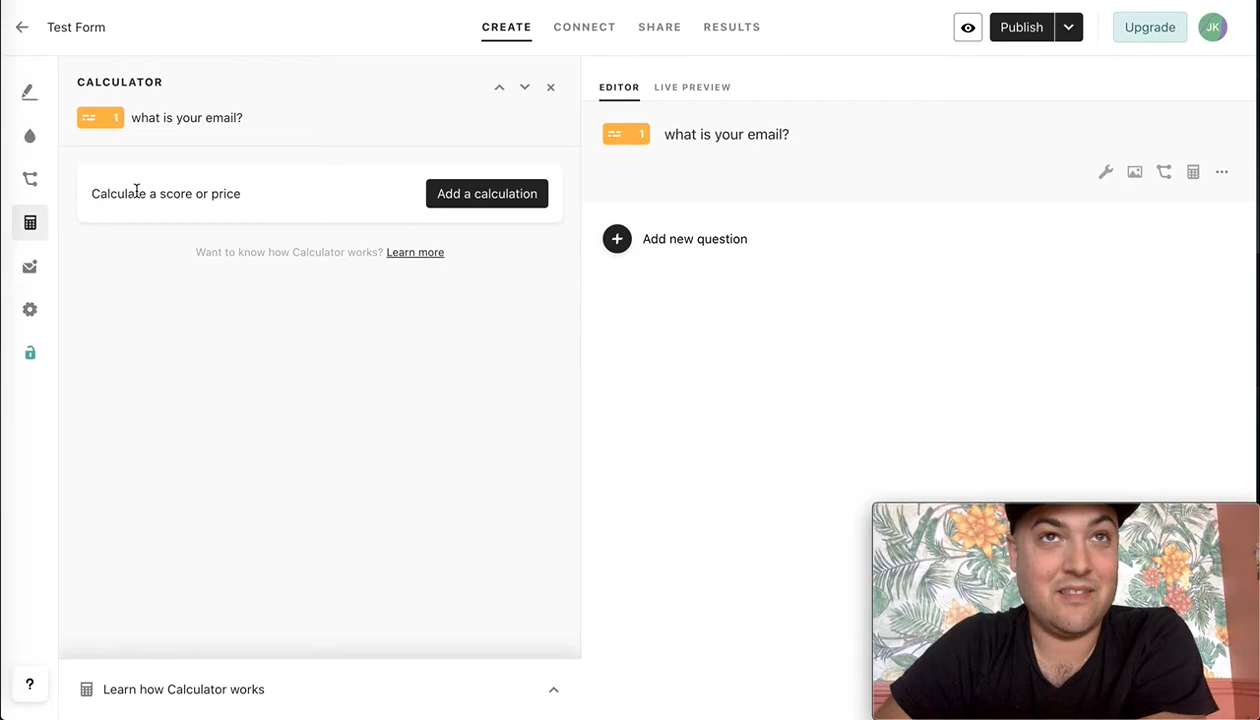 Test Form
CREATE CONNECT SHARE RESULTS
Publish
Upgrade
JK
CALCULATOR
1 what is your email?
Calculate a score or price
Add a calculation
Want to know how Calculator works? Learn more
? Learn how Calculator works
EDITOR LIVE PREVIEW
1 what is your email?
+ Add new question